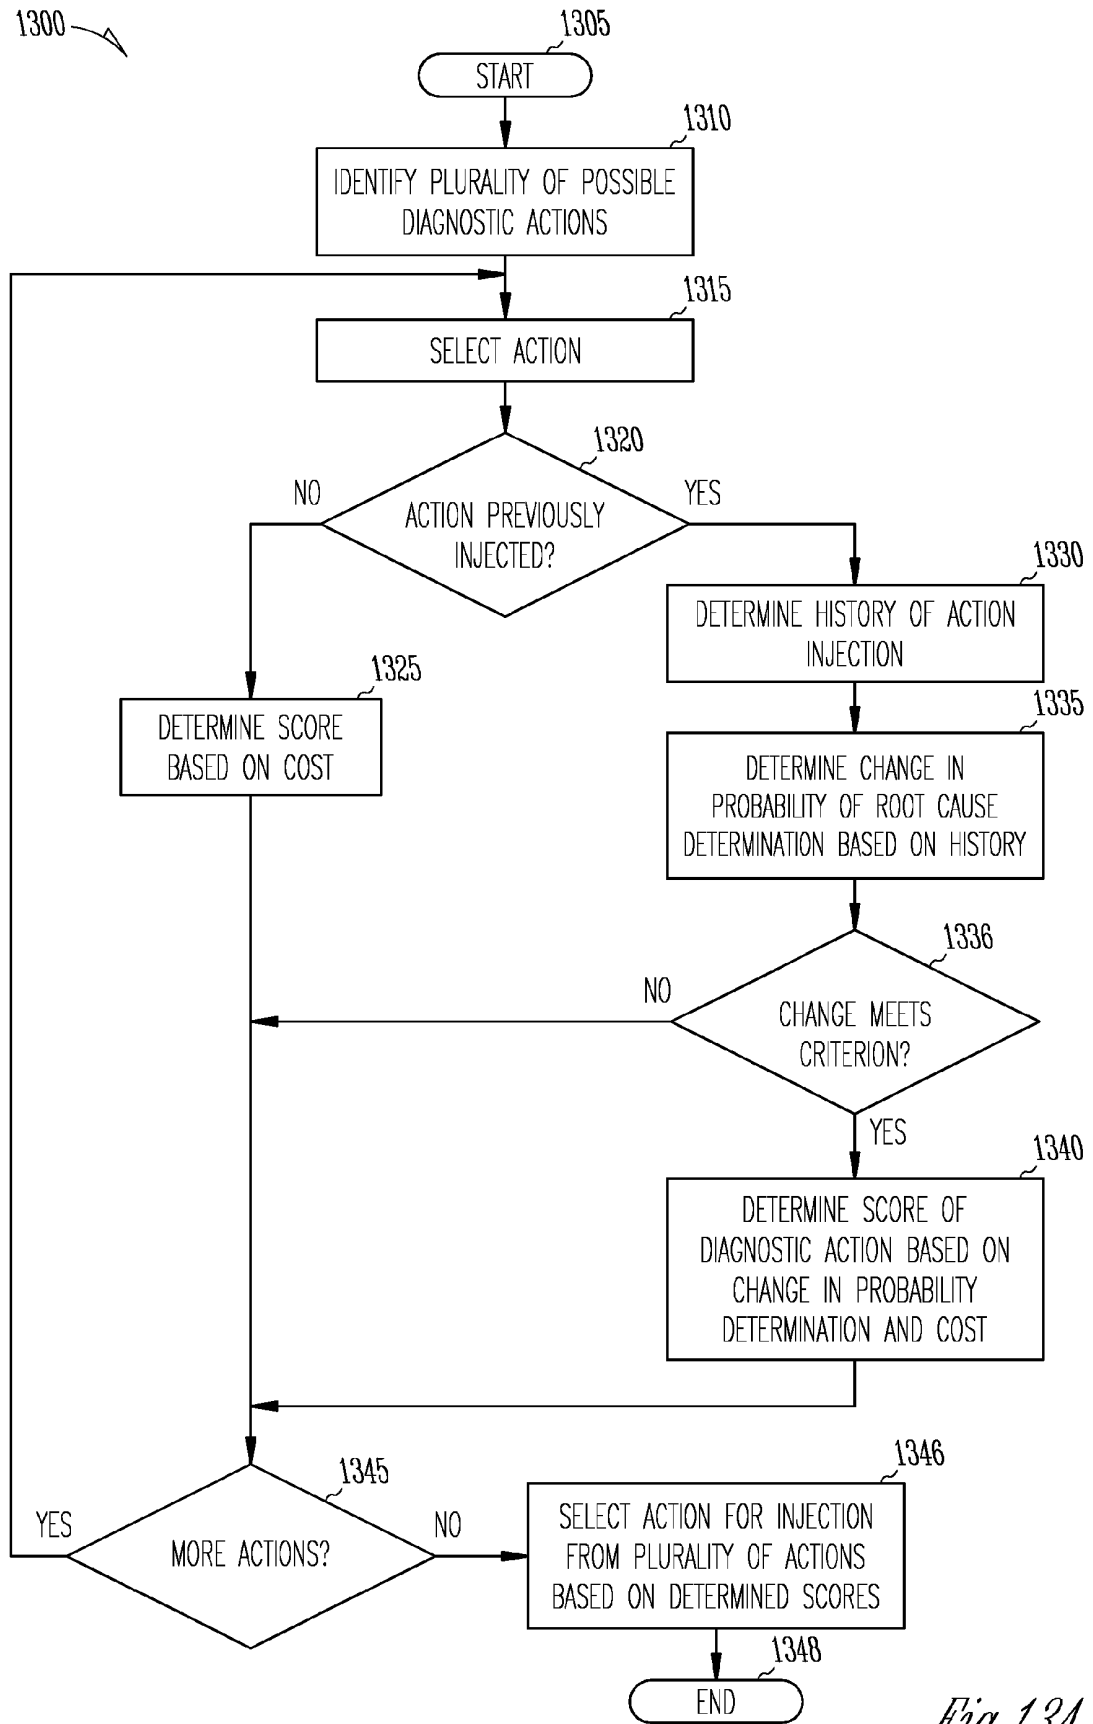 1300
1305
START
1310
IDENTIFY PLURALITY OF POSSIBLE
DIAGNOSTIC ACTIONS
1315
SELECT ACTION
1320
NO
YES
ACTION PREVIOUSLY
INJECTED?
1330
DETERMINE HISTORY OF ACTION
INJECTION
1325
DETERMINE SCORE
BASED ON COST
1335
DETERMINE CHANGE IN
PROBABILITY OF ROOT CAUSE
DETERMINATION BASED ON HISTORY
1336
NO
CHANGE MEETS
CRITERION?
YES
1340
DETERMINE SCORE OF
DIAGNOSTIC ACTION BASED ON
CHANGE IN PROBABILITY
DETERMINATION AND COST
1345
YES
NO
MORE ACTIONS?
1346
SELECT ACTION FOR INJECTION
FROM PLURALITY OF ACTIONS
BASED ON DETERMINED SCORES
1348
END